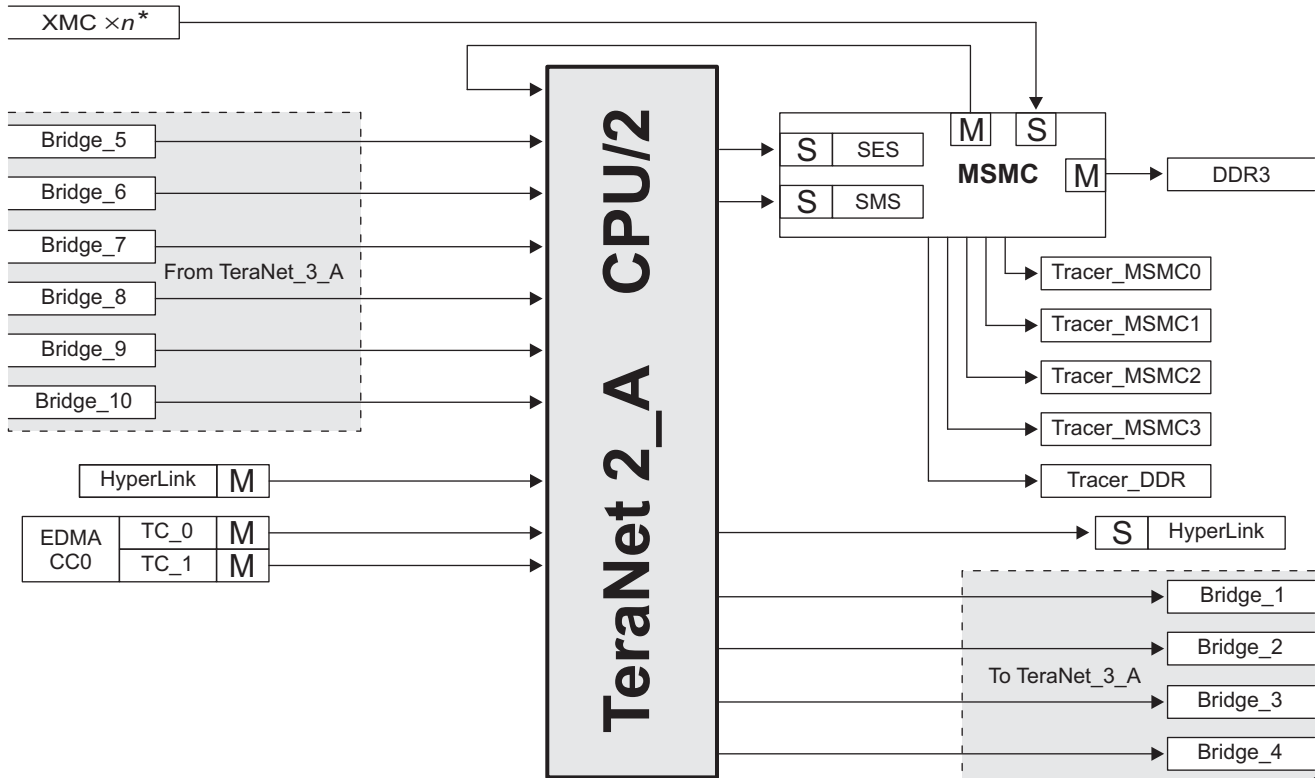 XMC ×n*
Bridge_5
Bridge_6
Bridge_7
From TeraNet_3_A
Bridge_8
Bridge_9
Bridge_10
HyperLink M
EDMA
CC0
TC_0 M
TC_1 M
TeraNet 2_A CPU/2
S SES
S SMS
M S
MSMC
M
DDR3
Tracer_MSMC0
Tracer_MSMC1
Tracer_MSMC2
Tracer_MSMC3
Tracer_DDR
S HyperLink
Bridge_1
Bridge_2
To TeraNet_3_A
Bridge_3
Bridge_4